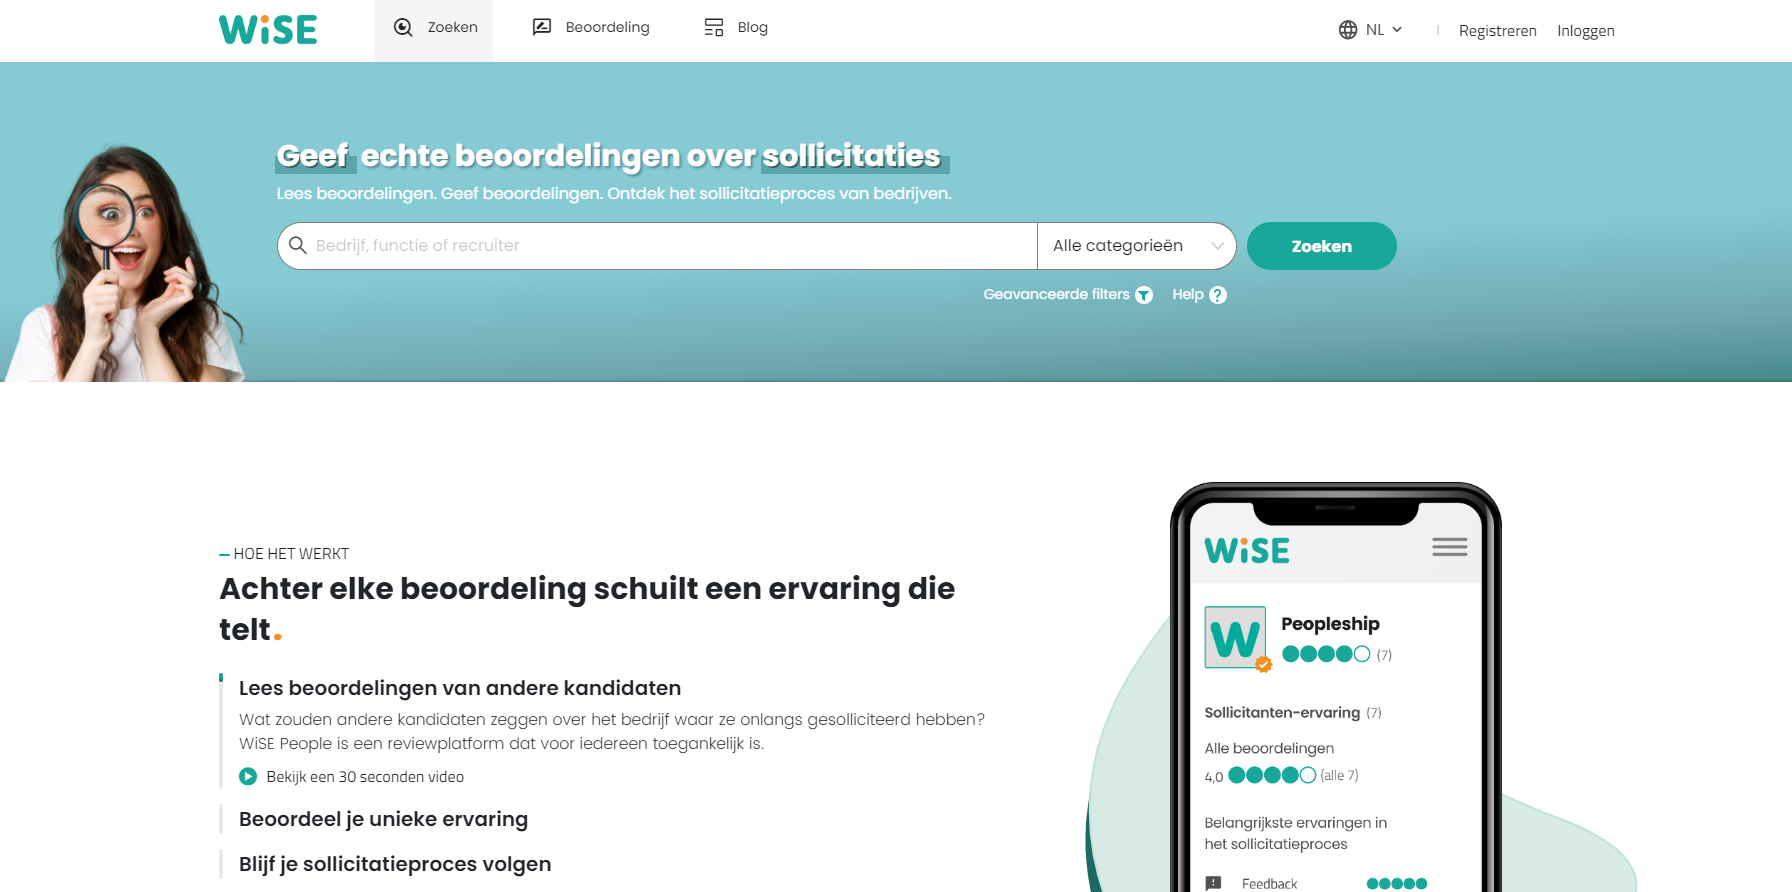 WiSE
Zoeken
Beoordeling
Blog
NL
Registreren
Inloggen
Geef echte beoordelingen over sollicitaties
Lees beoordelingen. Geef beoordelingen. Ontdek het sollicitatieproces van bedrijven.
Bedrijf, functie of recruiter
Alle categorieën
Zoeken
Geavanceerde filters
Help ?
HOE HET WERKT
Achter elke beoordeling schuilt een ervaring die
telt.
Lees beoordelingen van andere kandidaten
Wat zouden andere kandidaten zeggen over het bedrijf waar ze onlangs gesolliciteerd hebben?
WiSE People is een reviewplatform dat voor iedereen toegankelijk is.
Bekijk een 30 seconden video
Beoordeel je unieke ervaring
Blijf je sollicitatieproces volgen
WiSE
W
Peopleship
(7)
Sollicitanten-ervaring (7)
Alle beoordelingen
4,0 (alle 7)
Belangrijkste ervaringen in
het sollicitatieproces
Feedback